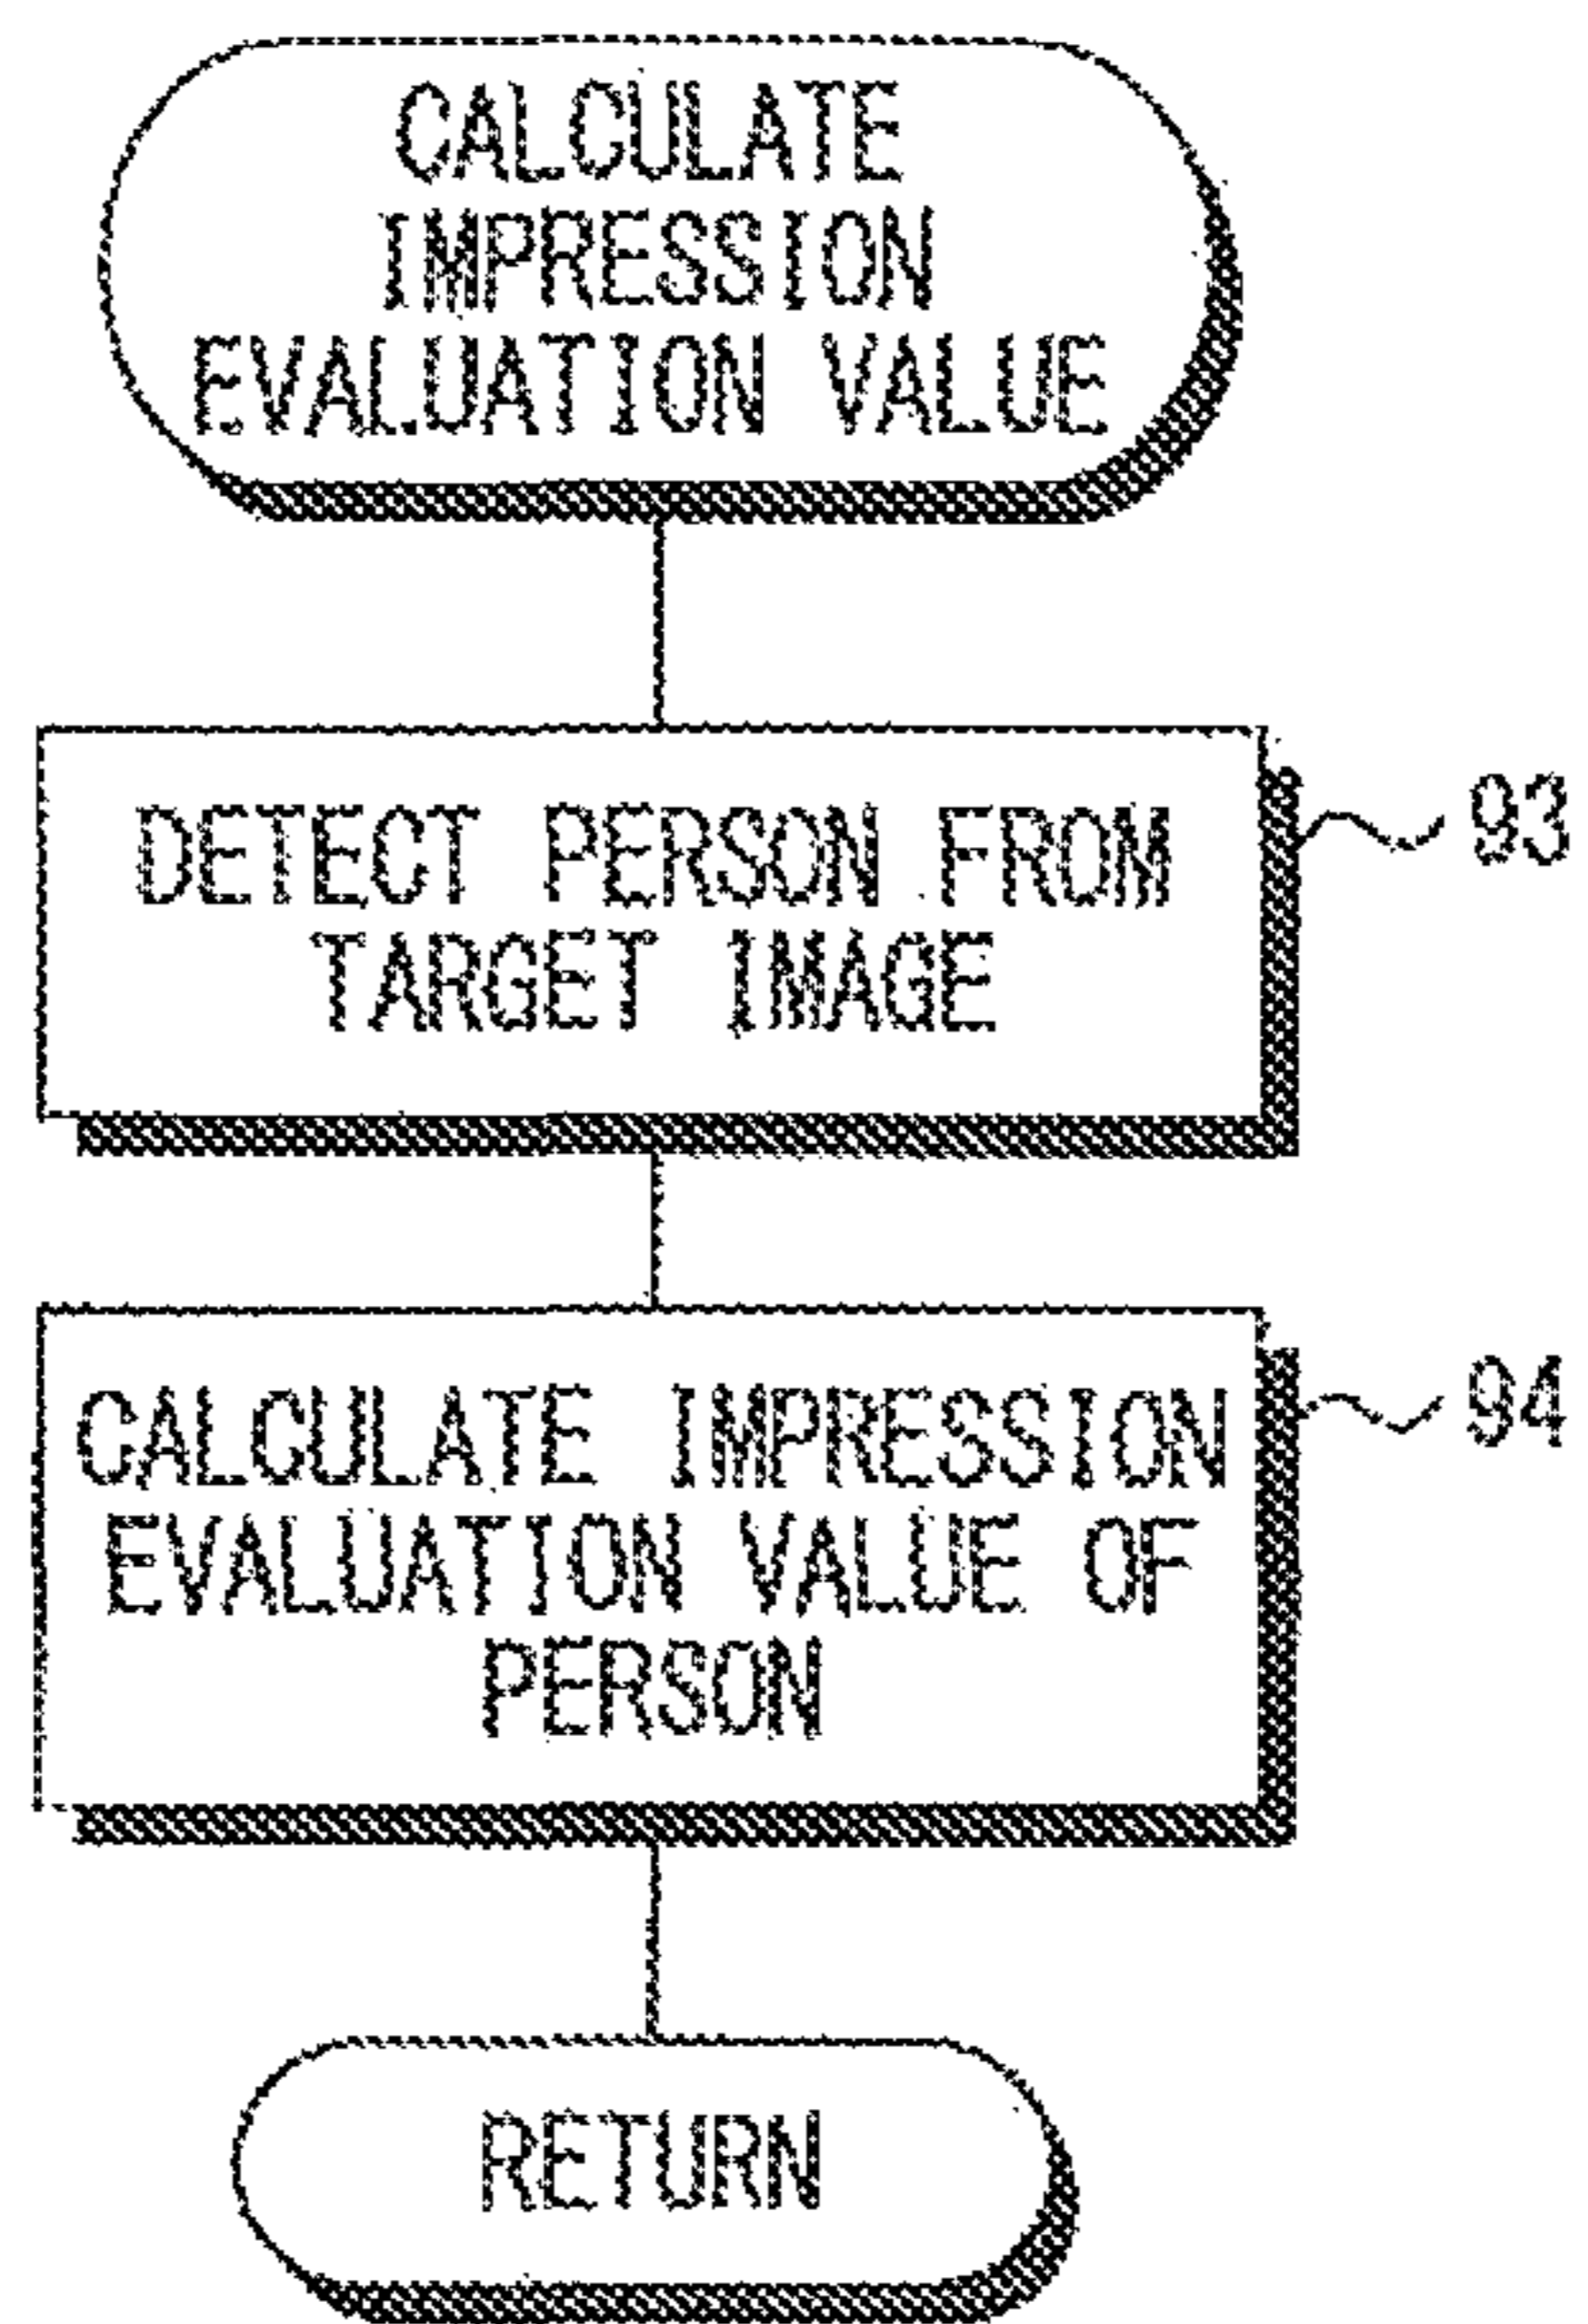 CALCULATE
IMPRESSION
EVALUATION VALUE
DETECT PERSON FROM
TARGET IMAGE
93
CALCULATE IMPRESSION
EVALUATION VALUE OF
PERSON
94
RETURN